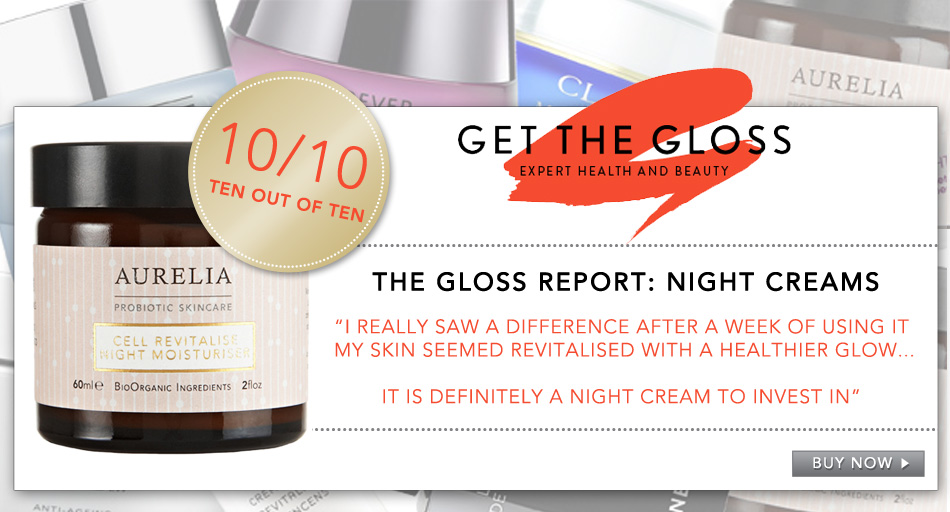 AURELIA
10/10
TEN OUT OF TEN
GET THE GLOSS
EXPERT HEALTH AND BEAUTY
THE GLOSS REPORT: NIGHT CREAMS
“I REALLY SAW A DIFFERENCE AFTER A WEEK OF USING IT
MY SKIN SEEMED REVITALISED WITH A HEALTHIER GLOW...
IT IS DEFINITELY A NIGHT CREAM TO INVEST IN”
AURELIA
PROBIOTIC SKINCARE
CELL REVITALISE
NIGHT MOISTURISER
60ml e BIOORGANIC INGREDIENTS 2floz
BUY NOW
INGREDIENTS 2floz